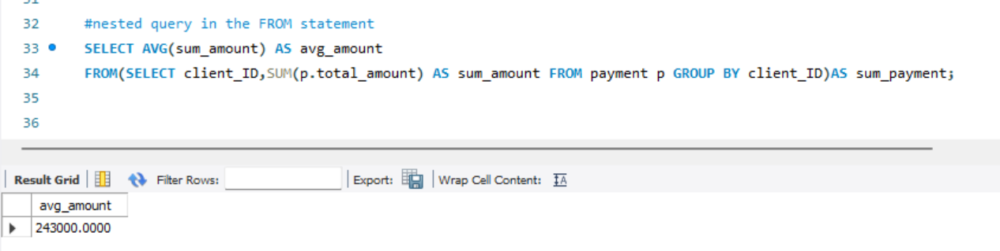 31
32 #nested query in the FROM statement
33 SELECT AVG(sum_amount) AS avg_amount
34 FROM(SELECT client_ID,SUM(p.total_amount) AS sum_amount FROM payment p GROUP BY client_ID)AS sum_payment;
35
36
Result Grid Filter Rows: Export: Wrap Cell Content: IA
avg_amount
243000.0000